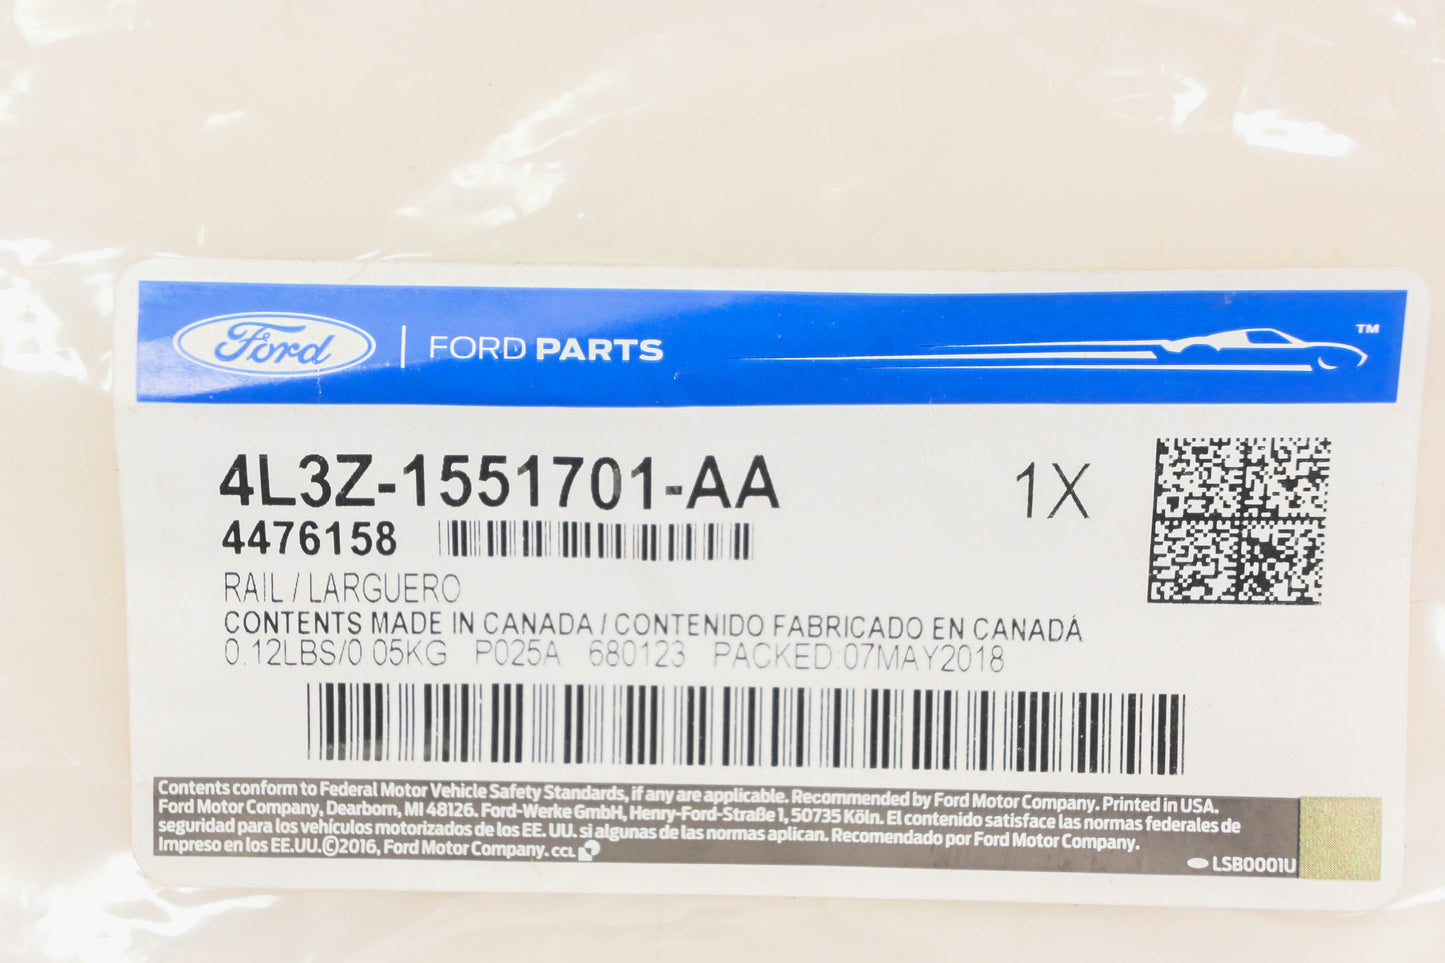 Ford | FORD PARTS ™
4L3Z-1551701-AA 1X
4476158
RAIL / LARGUERO
CONTENTS MADE IN CANADA / CONTENIDO FABRICADO EN CANADÁ
0.12LBS/0.05KG P025A 680123 PACKED:07MAY2018
Contents conform to Federal Motor Vehicle Safety Standards, if any are applicable. Recommended by Ford Motor Company. Printed in USA.
Ford Motor Company, Dearborn, MI 48126. Ford-Werke GmbH, Henry-Ford-Straße 1, 50735 Köln. El contenido satisface las normas federales de
seguridad para los vehículos motorizados de los EE. UU. si algunas de las normas aplican. Recomendado por Ford Motor Company.
Impreso en los EE.UU.©2016, Ford Motor Company. CCL
LSB0001U